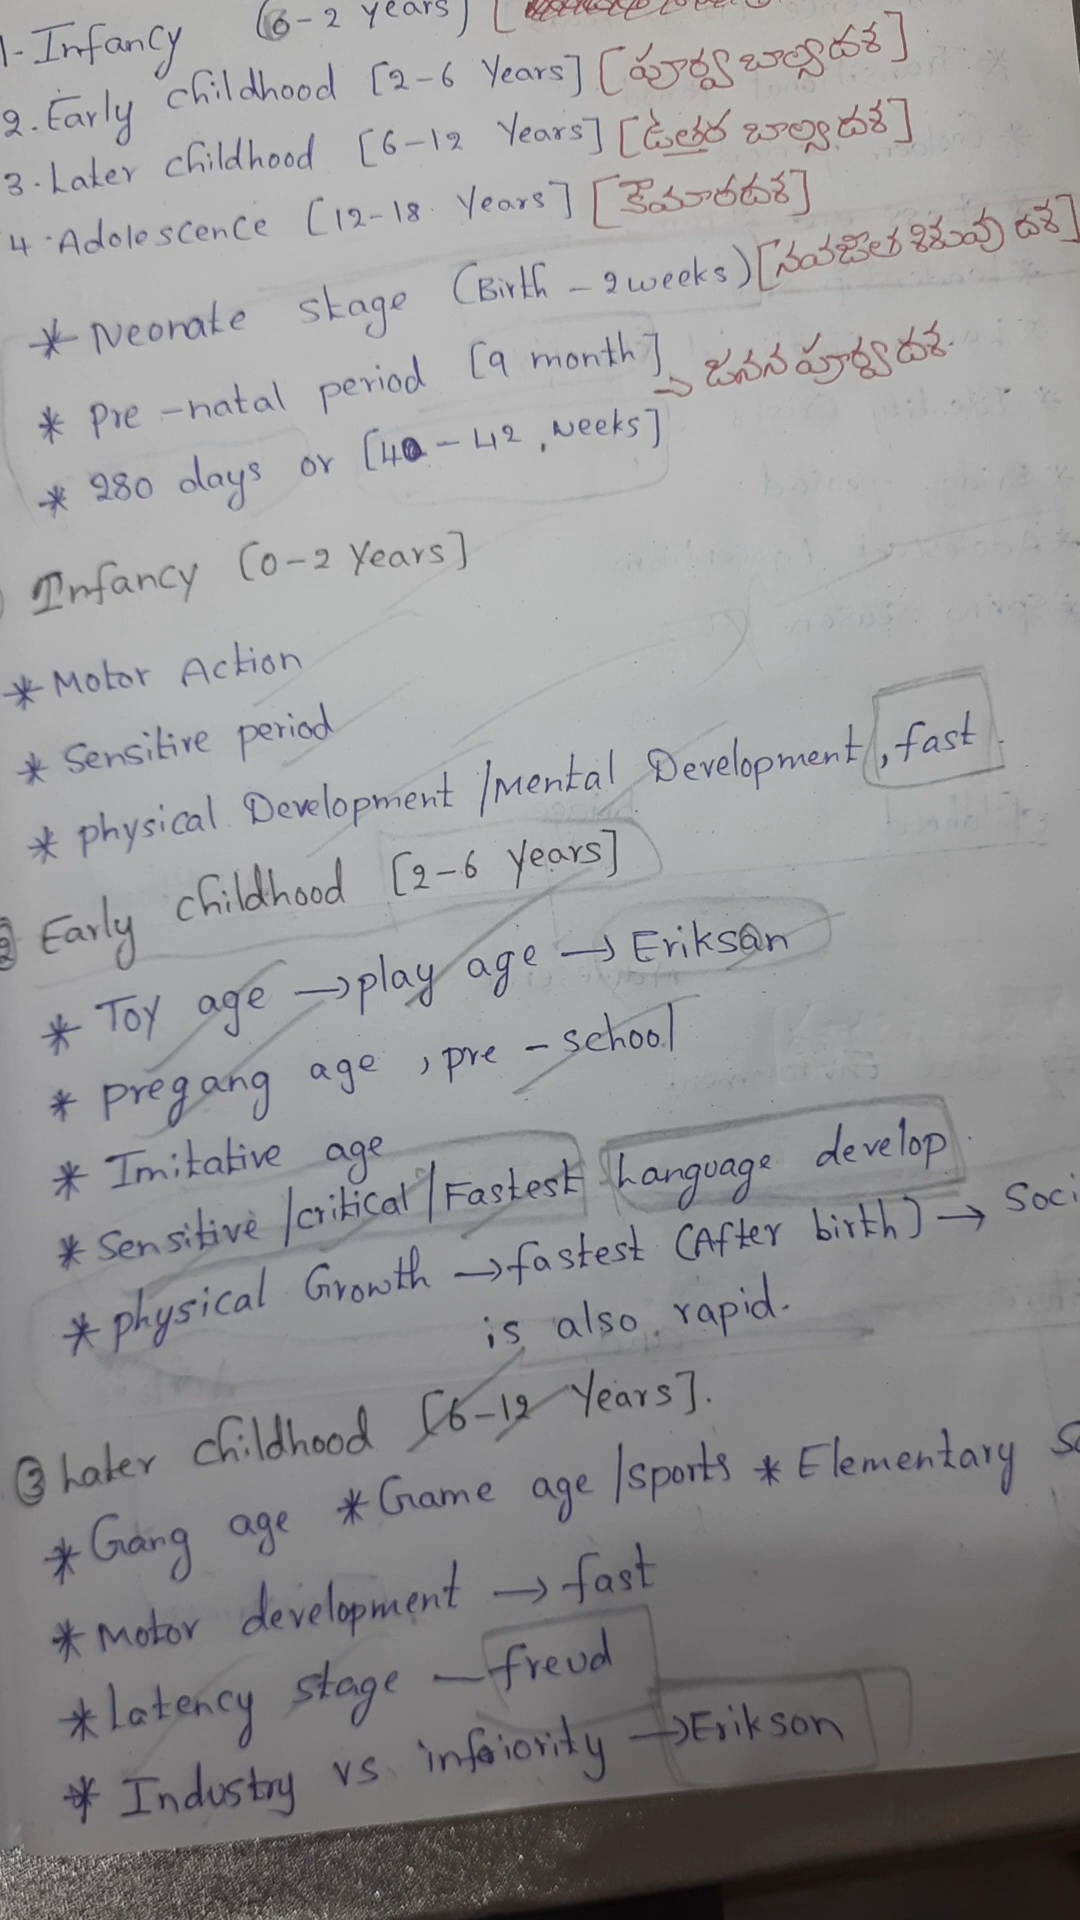 1- Infancy (0-2 years) [
2. Early childhood [2-6 Years] [పూర్వ బాల్యదశ]
3. Later childhood [6-12 Years] [ఉత్తర బాల్యదశ]
4. Adolescence [12-18 Years] [కౌమారదశ]
* Neonate stage (Birth - 2 weeks) [నవజాత శిశువు దశ]
* Pre-natal period [9 month] → జనన పూర్వదశ.
* 280 days or [40-42, weeks]
Infancy [0-2 Years]
* Motor Action
* Sensitive period
* physical Development /Mental Development, fast.
2 Early childhood [2-6 years]
* Toy age → play age → Eriksan
* pregang age, pre-school
* Imitative age
* Sensitive /critical /Fastest Language develop.
* physical Growth → fastest (After birth) → Soci
is also rapid.
3 Later childhood [6-12 Years].
* Gang age * Game age /sports * Elementary
* Motor development → fast
* Latency stage - freud
* Industry vs infeiority → Erikson